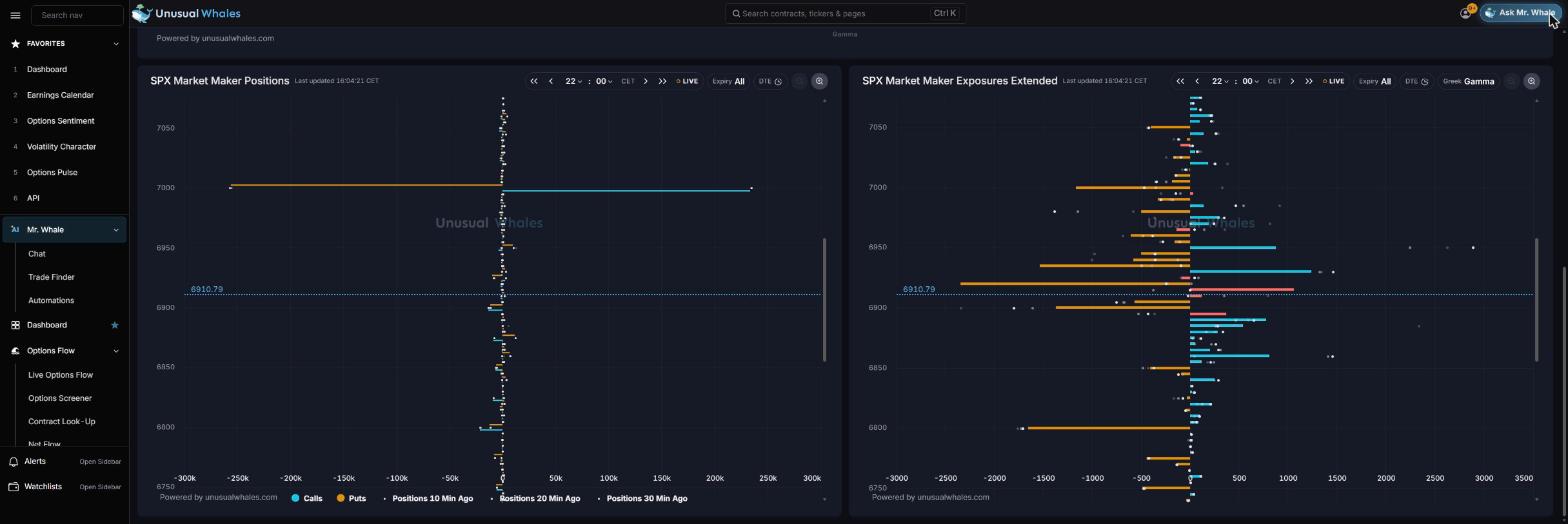 Search nav
Unusual Whales
Search contracts, tickers & pages
Ctrl K
9+
Ask Mr. Whale
FAVORITES
1 Dashboard
2 Earnings Calendar
3 Options Sentiment
4 Volatility Character
5 Options Pulse
6 API
AI Mr. Whale
Chat
Trade Finder
Automations
Dashboard
Options Flow
Live Options Flow
Options Screener
Contract Look-Up
Net Flow
Alerts Open Sidebar
Watchlists Open Sidebar
Powered by unusualwhales.com
Gamma
SPX Market Maker Positions Last updated 16:04:21 CET
22 : 00 CET LIVE Expiry All DTE
7050
7000
Unusual Whales
6950
6910.79
6900
6850
6800
6750
-300k -250k -200k -150k -100k -50k 0 50k 100k 150k 200k 250k 300k
Powered by unusualwhales.com Calls Puts Positions 10 Min Ago Positions 20 Min Ago Positions 30 Min Ago
SPX Market Maker Exposures Extended Last updated 16:04:21 CET
22 : 00 CET LIVE Expiry All DTE Greek Gamma
7050
7000
Unusual Whales
6950
6910.79
6900
6850
6800
6750
-3000 -2500 -2000 -1500 -1000 -500 0 500 1000 1500 2000 2500 3000 3500
Powered by unusualwhales.com